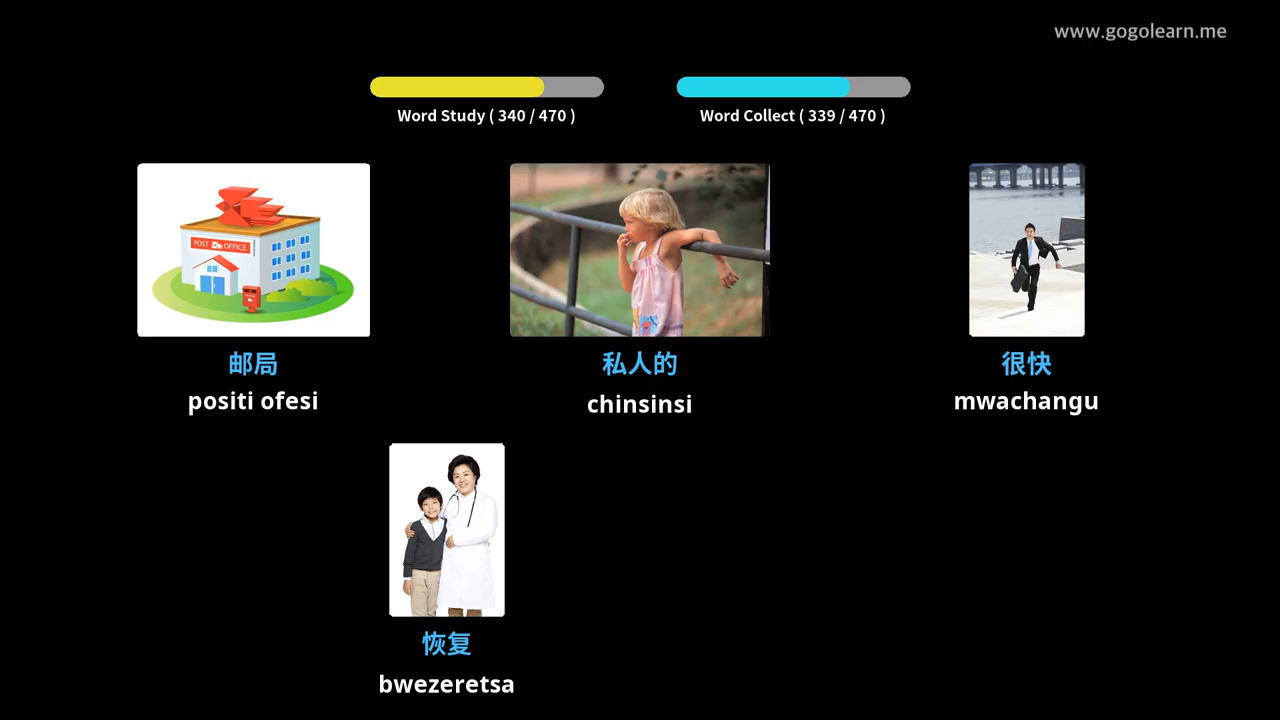 www.gogolearn.me
Word Study ( 340 / 470 )
Word Collect ( 339 / 470 )
POST OFFICE
邮局
positi ofesi
私人的
chinsinsi
很快
mwachangu
恢复
bwezeretsa